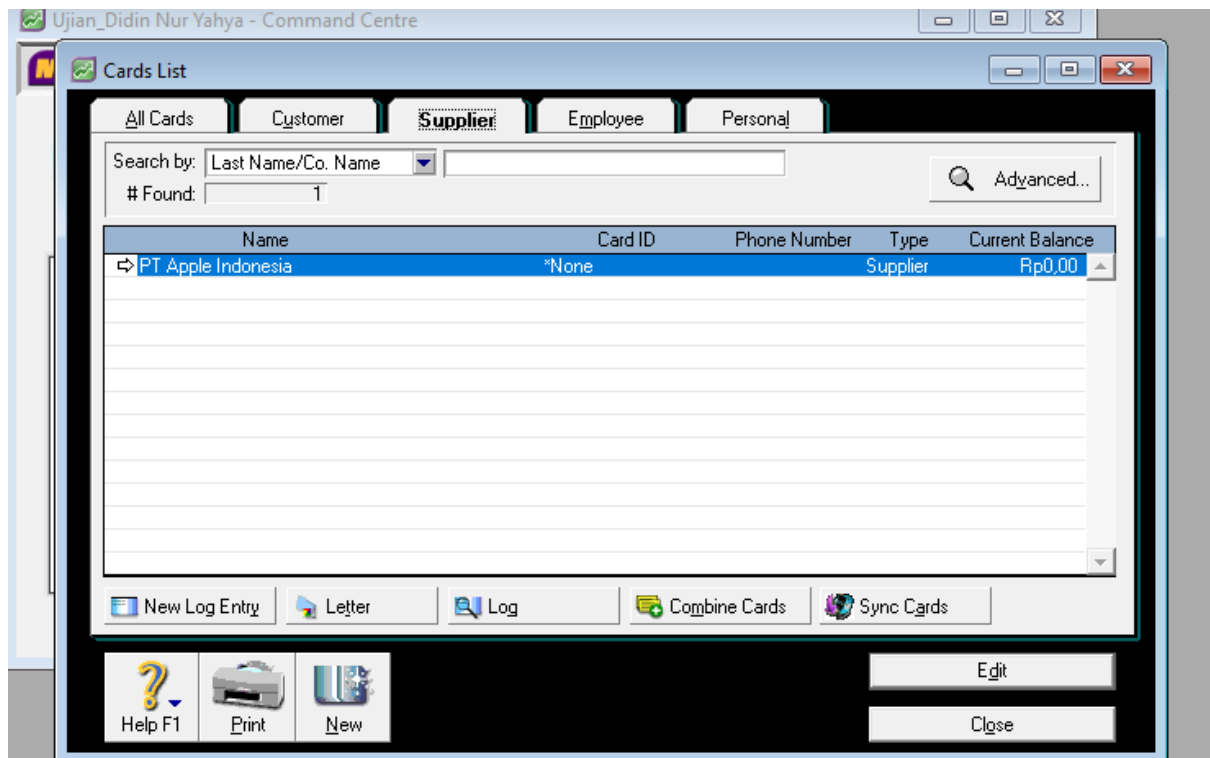 Ujian_Didin Nur Yahya - Command Centre
Cards List
All Cards Customer Supplier Employee Personal
Search by: Last Name/Co. Name Advanced...
# Found: 1
Name Card ID Phone Number Type Current Balance
PT Apple Indonesia *None Supplier Rp0,00
New Log Entry Letter Log Combine Cards Sync Cards
Edit
Help F1 Print New Close